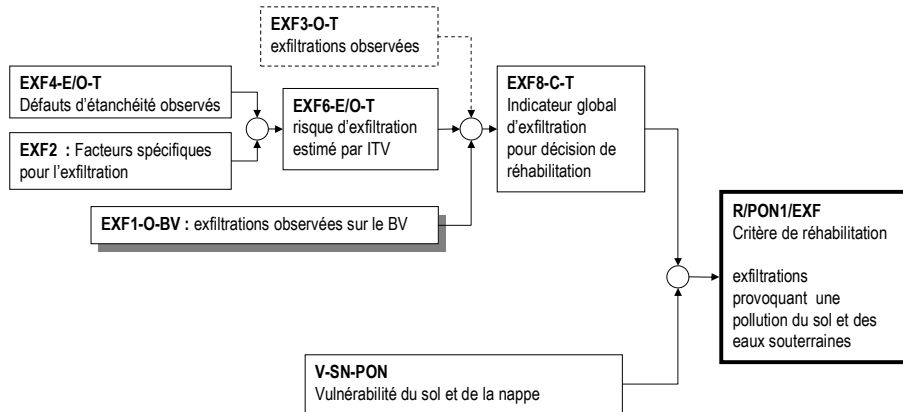 EXF3-O-T
exfiltrations observées
EXF4-E/O-T
Défauts d'étanchéité observés
EXF2 : Facteurs spécifiques
pour l'exfiltration
EXF6-E/O-T
risque d'exfiltration
estimé par ITV
EXF8-C-T
Indicateur global
d'exfiltration
pour décision de
réhabilitation
EXF1-O-BV : exfiltrations observées sur le BV
R/PON1/EXF
Critère de réhabilitation
exfiltrations
provoquant une
pollution du sol et des
eaux souterraines
V-SN-PON
Vulnérabilité du sol et de la nappe